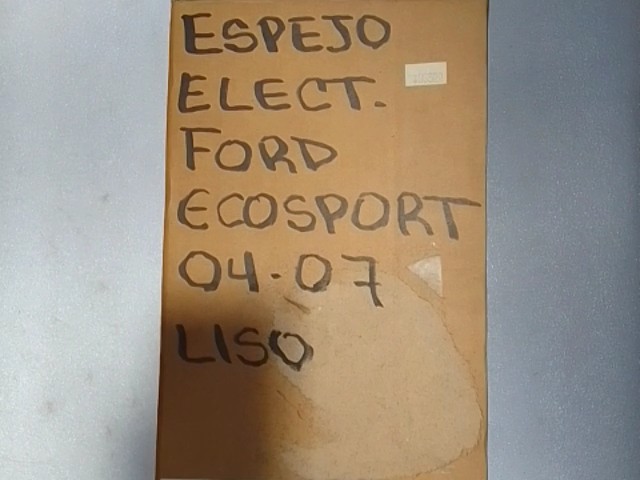 ESPEJO
ELECT.
FORD
ECOSPORT
04-07
LISO